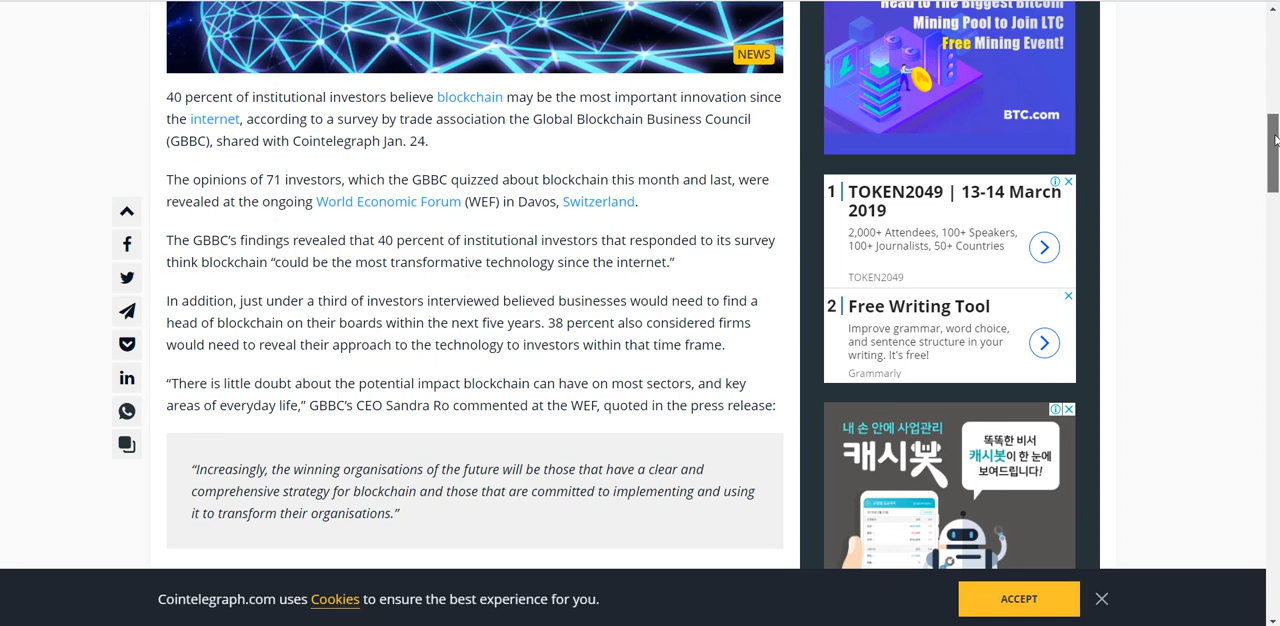 NEWS
40 percent of institutional investors believe blockchain may be the most important innovation since
the internet, according to a survey by trade association the Global Blockchain Business Council
(GBBC), shared with Cointelegraph Jan. 24.
The opinions of 71 investors, which the GBBC quizzed about blockchain this month and last, were
revealed at the ongoing World Economic Forum (WEF) in Davos, Switzerland.
The GBBC’s findings revealed that 40 percent of institutional investors that responded to its survey
think blockchain “could be the most transformative technology since the internet.”
In addition, just under a third of investors interviewed believed businesses would need to find a
head of blockchain on their boards within the next five years. 38 percent also considered firms
would need to reveal their approach to the technology to investors within that time frame.
“There is little doubt about the potential impact blockchain can have on most sectors, and key
areas of everyday life,” GBBC’s CEO Sandra Ro commented at the WEF, quoted in the press release:
“Increasingly, the winning organisations of the future will be those that have a clear and
comprehensive strategy for blockchain and those that are committed to implementing and using
it to transform their organisations.”
Head to The Biggest Bitcoin
Mining Pool to Join LTC
Free Mining Event!
BTC.com
1 TOKEN2049 | 13-14 March
2019
2,000+ Attendees, 100+ Speakers,
100+ Journalists, 50+ Countries
TOKEN2049
2 Free Writing Tool
Improve grammar, word choice,
and sentence structure in your
writing. It's free!
Grammarly
내 손 안에 사업관리
캐시봇
똑똑한 비서
캐시봇이 한 눈에
보여드립니다!
Cointelegraph.com uses Cookies to ensure the best experience for you.
ACCEPT